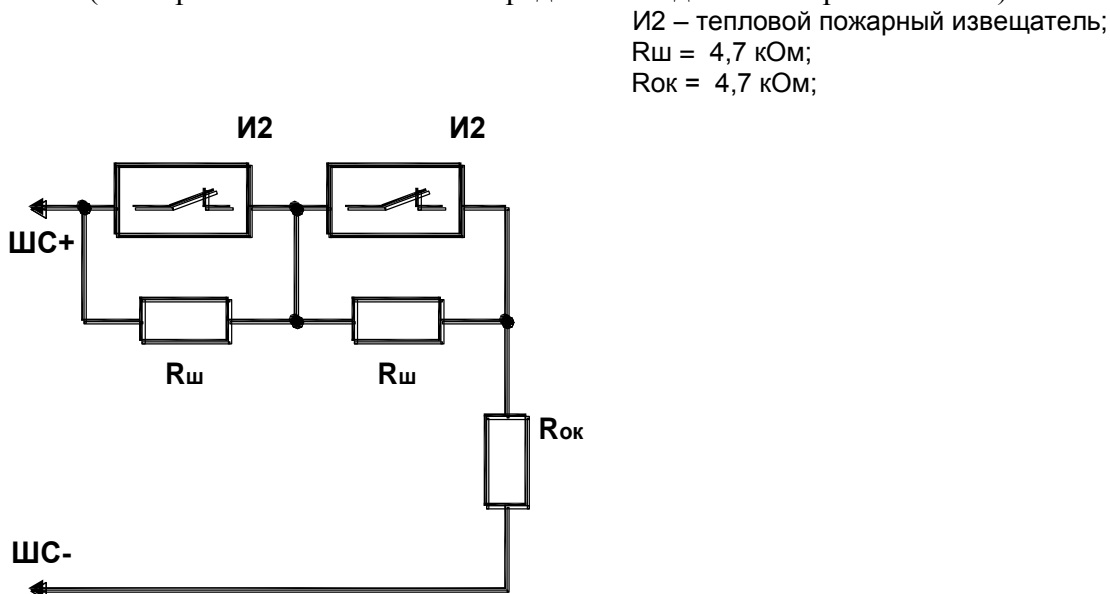 И2 – тепловой пожарный извещатель;
Rш = 4,7 кОм;
Rок = 4,7 кОм;
И2 И2
ШС+
Rш Rш
Rок
ШС-